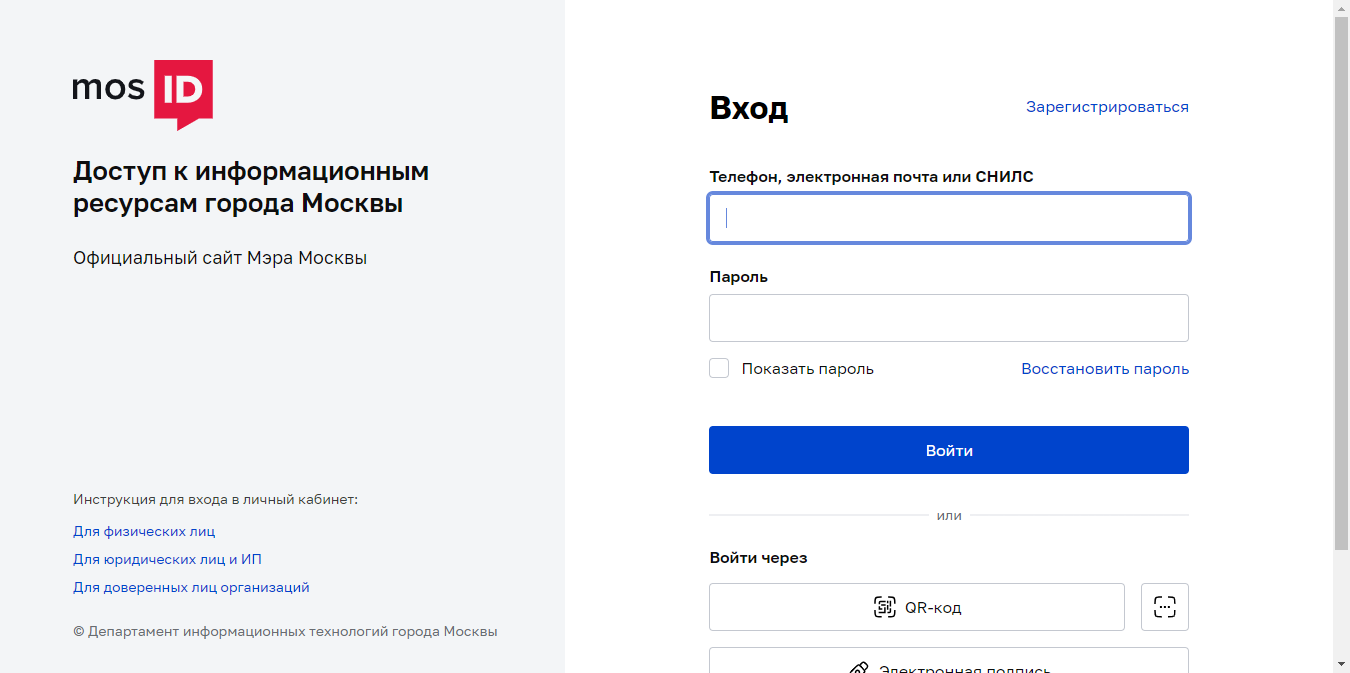 mos ID
Доступ к информационным
ресурсам города Москвы
Официальный сайт Мэра Москвы
Инструкция для входа в личный кабинет:
Для физических лиц
Для юридических лиц и ИП
Для доверенных лиц организаций
© Департамент информационных технологий города Москвы
Вход
Зарегистрироваться
Телефон, электронная почта или СНИЛС
Пароль
Показать пароль
Восстановить пароль
Войти
или
Войти через
QR-код
Электронная подпись